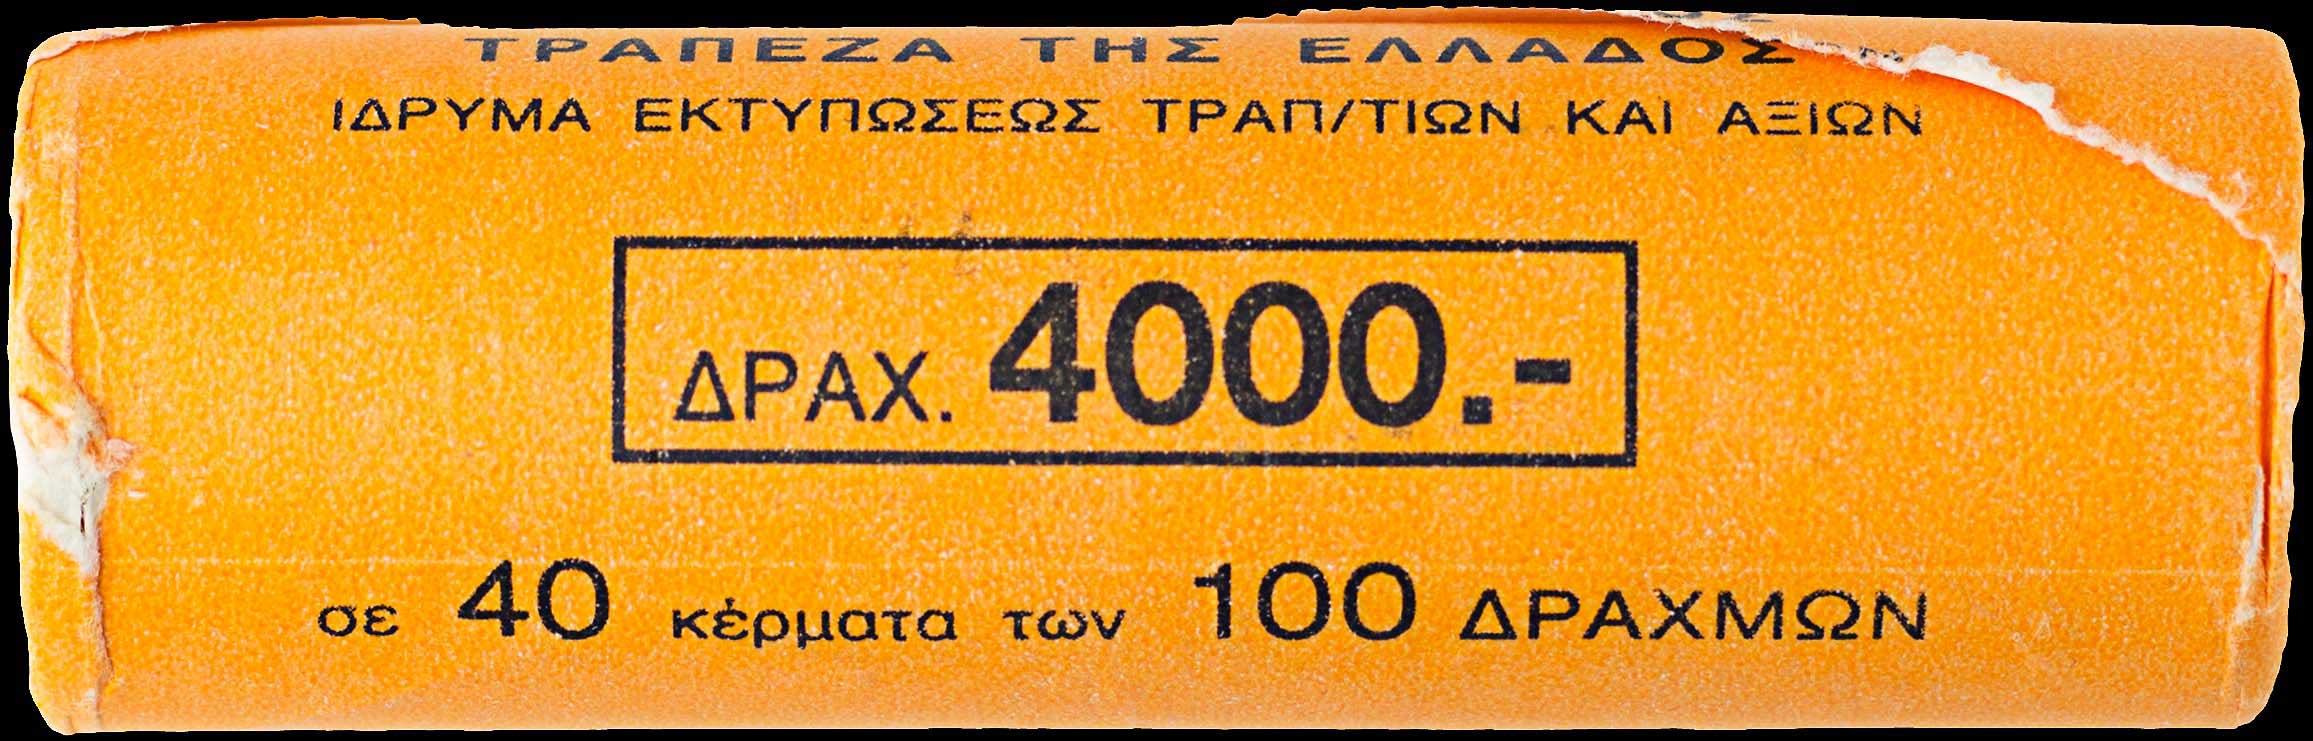 ΤΡΑΠΕΖΑ ΤΗΣ ΕΛΛΑΔΟΣ
ΙΔΡΥΜΑ ΕΚΤΥΠΩΣΕΩΣ ΤΡΑΠ/ΤΙΩΝ ΚΑΙ ΑΞΙΩΝ
ΔΡΑΧ. 4000.-
σε 40 κέρματα των 100 ΔΡΑΧΜΩΝ